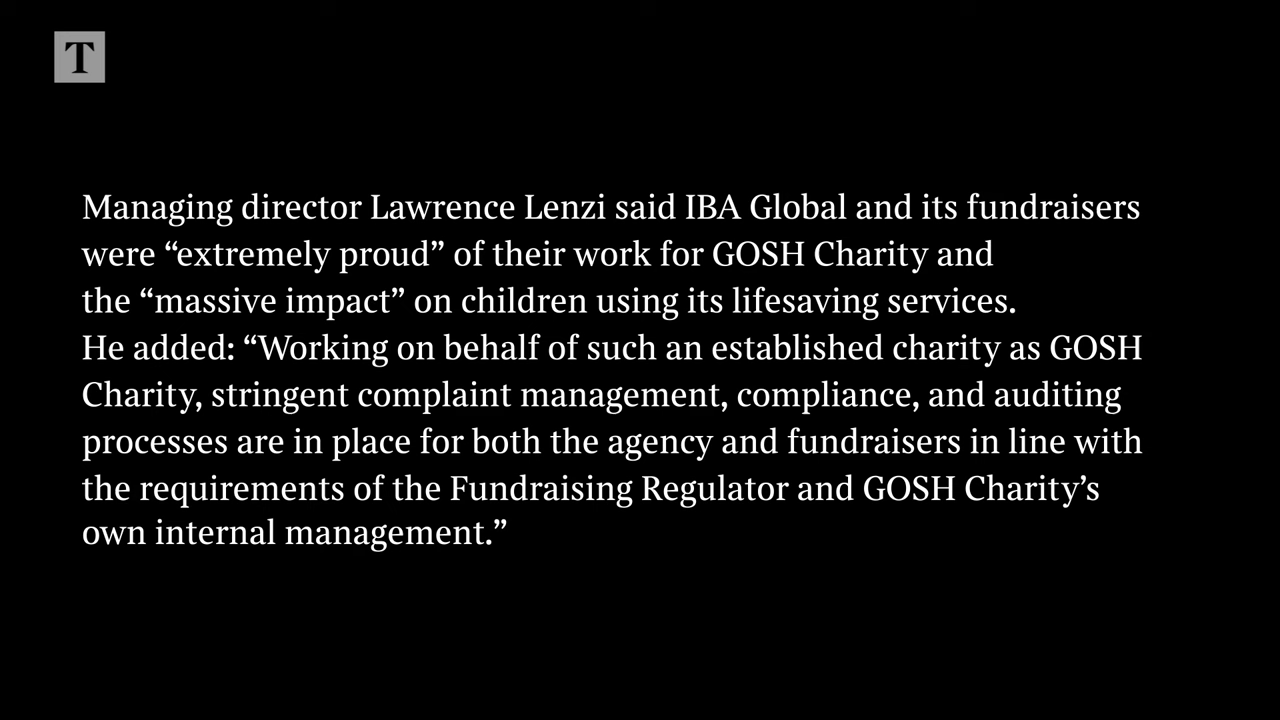 T
Managing director Lawrence Lenzi said IBA Global and its fundraisers
were “extremely proud” of their work for GOSH Charity and
the “massive impact” on children using its lifesaving services.
He added: “Working on behalf of such an established charity as GOSH
Charity, stringent complaint management, compliance, and auditing
processes are in place for both the agency and fundraisers in line with
the requirements of the Fundraising Regulator and GOSH Charity’s
own internal management.”